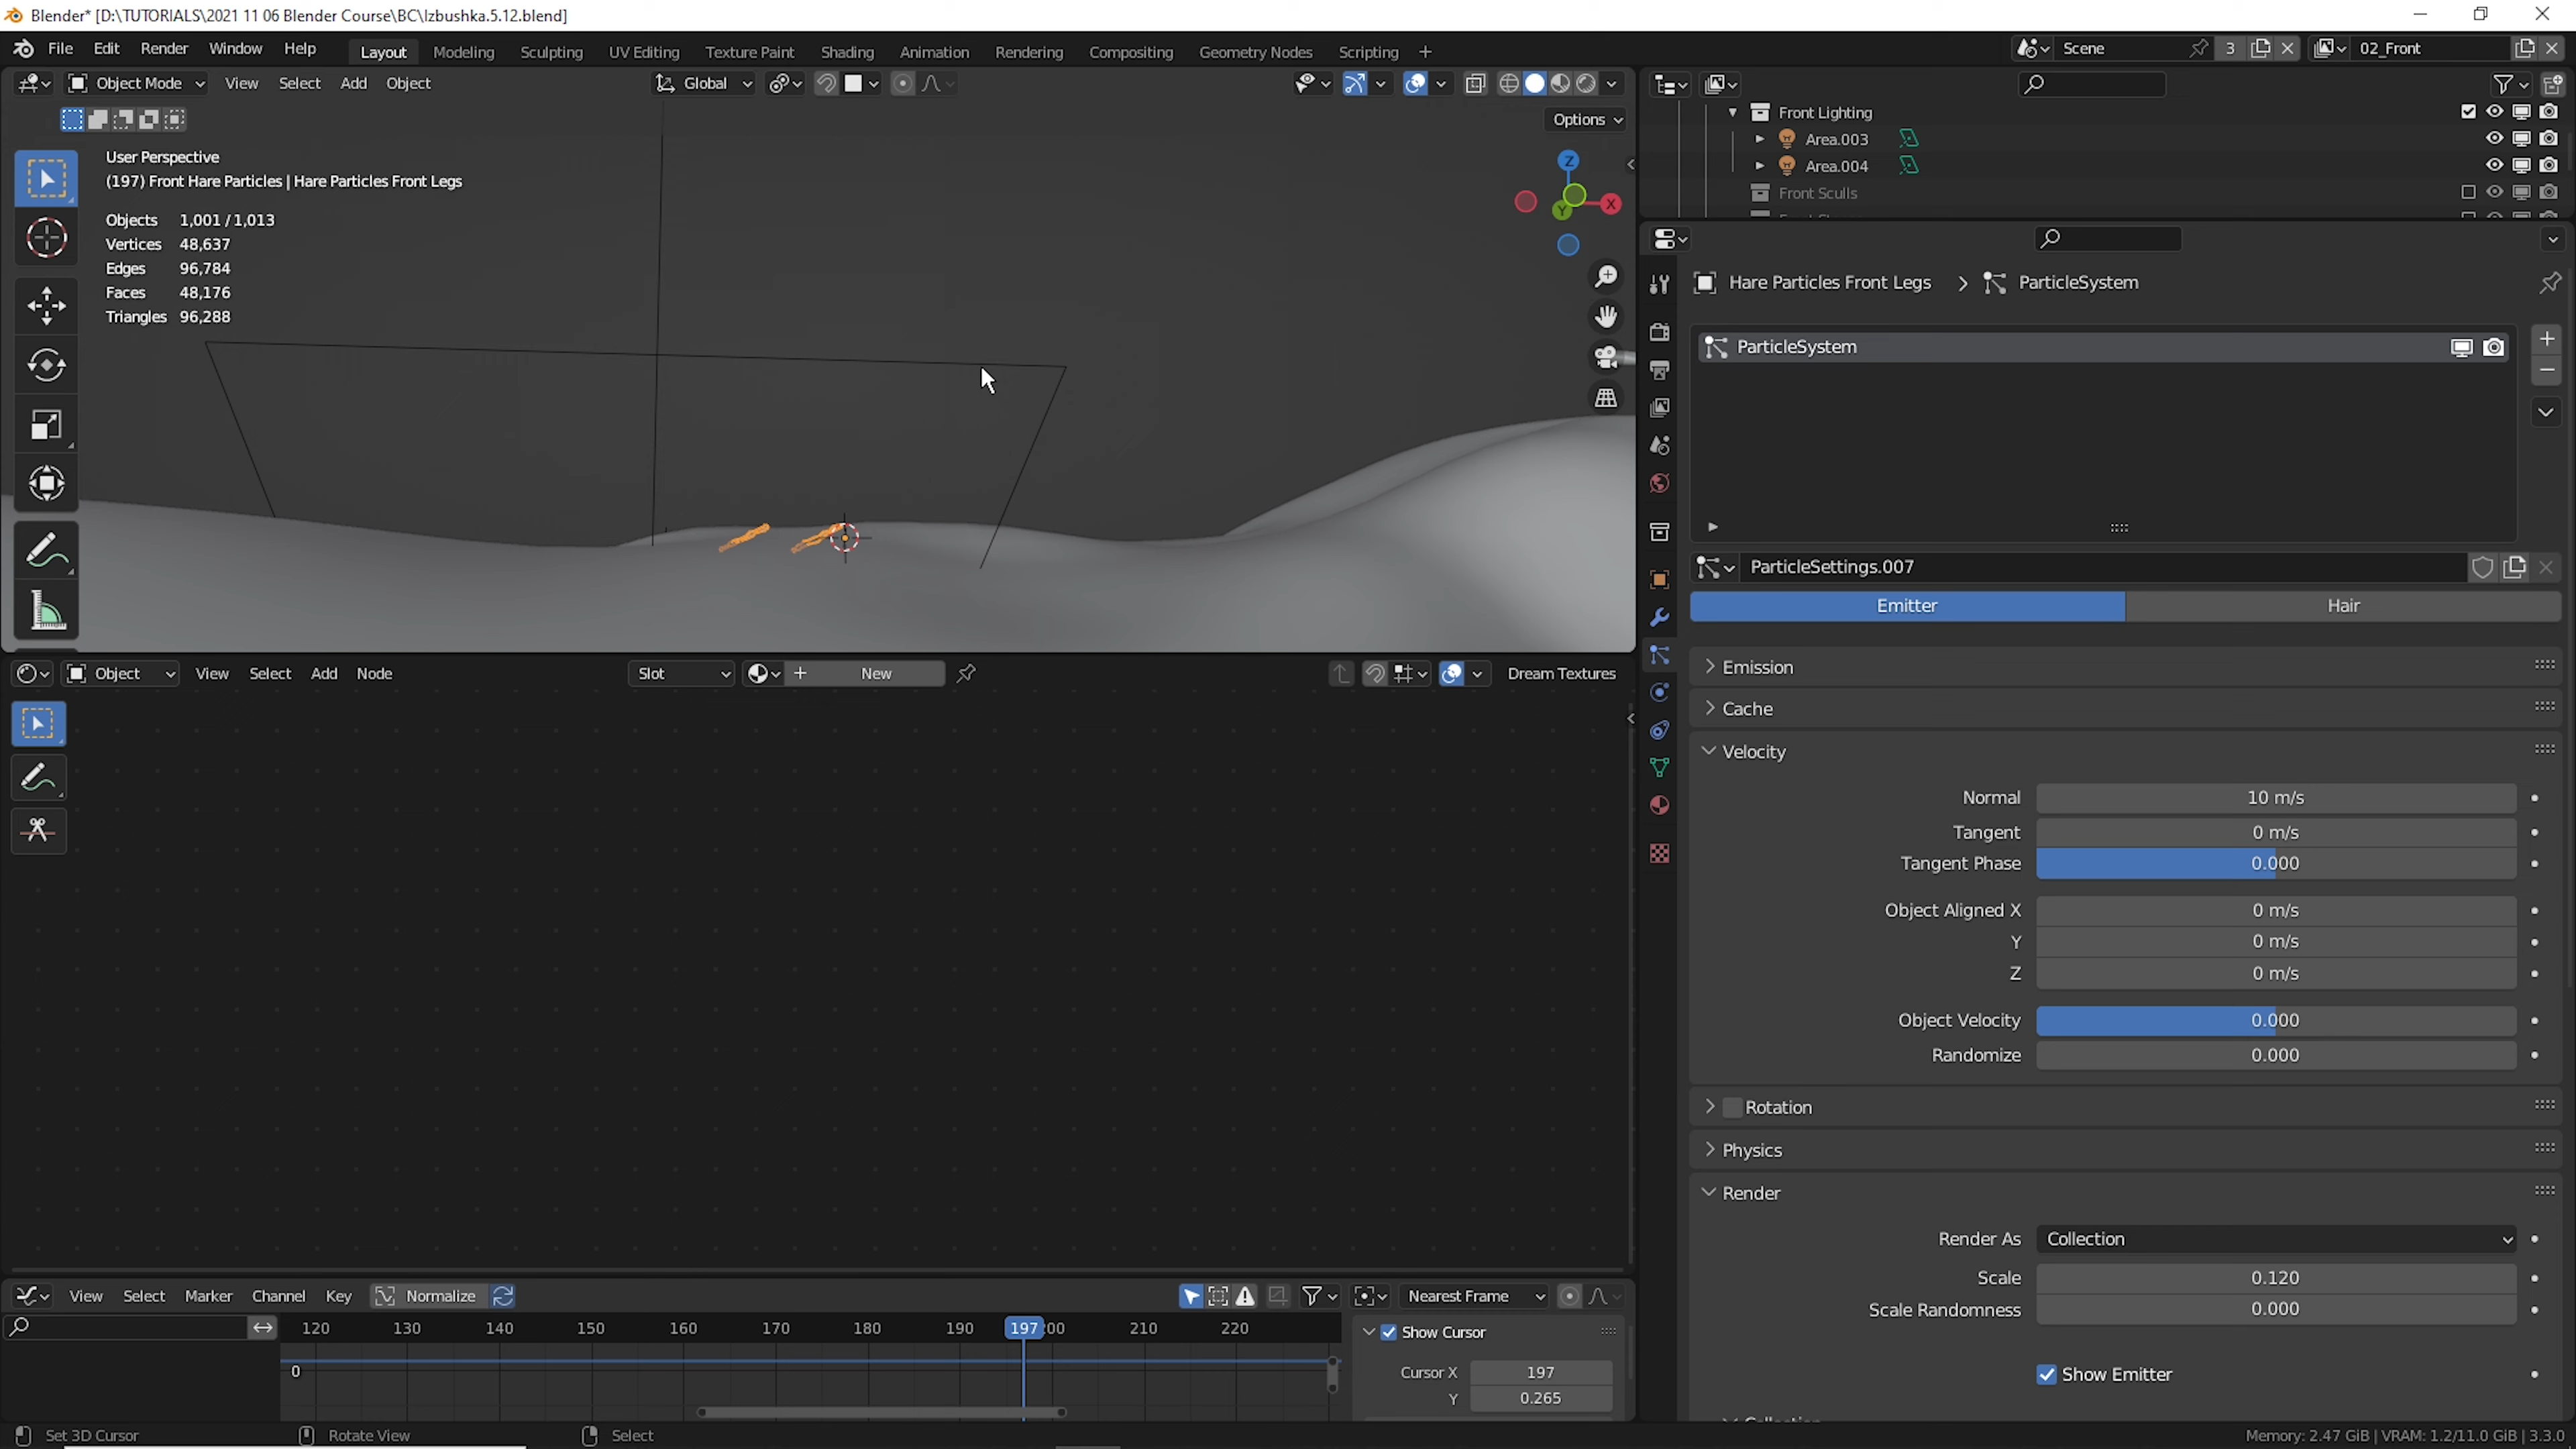 Blender* [D:\TUTORIALS\2021 11 06 Blender Course\BC\Izbushka.5.12.blend]
File Edit Render Window Help Layout Modeling Sculpting UV Editing Texture Paint Shading Animation Rendering Compositing Geometry Nodes Scripting + Scene 3 02_Front
Object Mode View Select Add Object Global
Options
User Perspective
(197) Front Hare Particles | Hare Particles Front Legs
Objects 1,001 / 1,013
Vertices 48,637
Edges 96,784
Faces 48,176
Triangles 96,288
Z
X
Y
Front Lighting
Area.003
Area.004
Front Sculls
Hare Particles Front Legs > ParticleSystem
ParticleSystem
ParticleSettings.007
Emitter Hair
Emission
Cache
Velocity
Normal 10 m/s
Tangent 0 m/s
Tangent Phase 0.000
Object Aligned X 0 m/s
Y 0 m/s
Z 0 m/s
Object Velocity 0.000
Randomize 0.000
Rotation
Physics
Render
Render As Collection
Scale 0.120
Scale Randomness 0.000
Show Emitter
Object View Select Add Node Slot New Dream Textures
View Select Marker Channel Key Normalize Nearest Frame
120 130 140 150 160 170 180 190 197 00 210 220
0
Show Cursor
Cursor X 197
Y 0.265
Set 3D Cursor Rotate View Select Memory: 2.47 GiB | VRAM: 1.2/11.0 GiB | 3.3.0